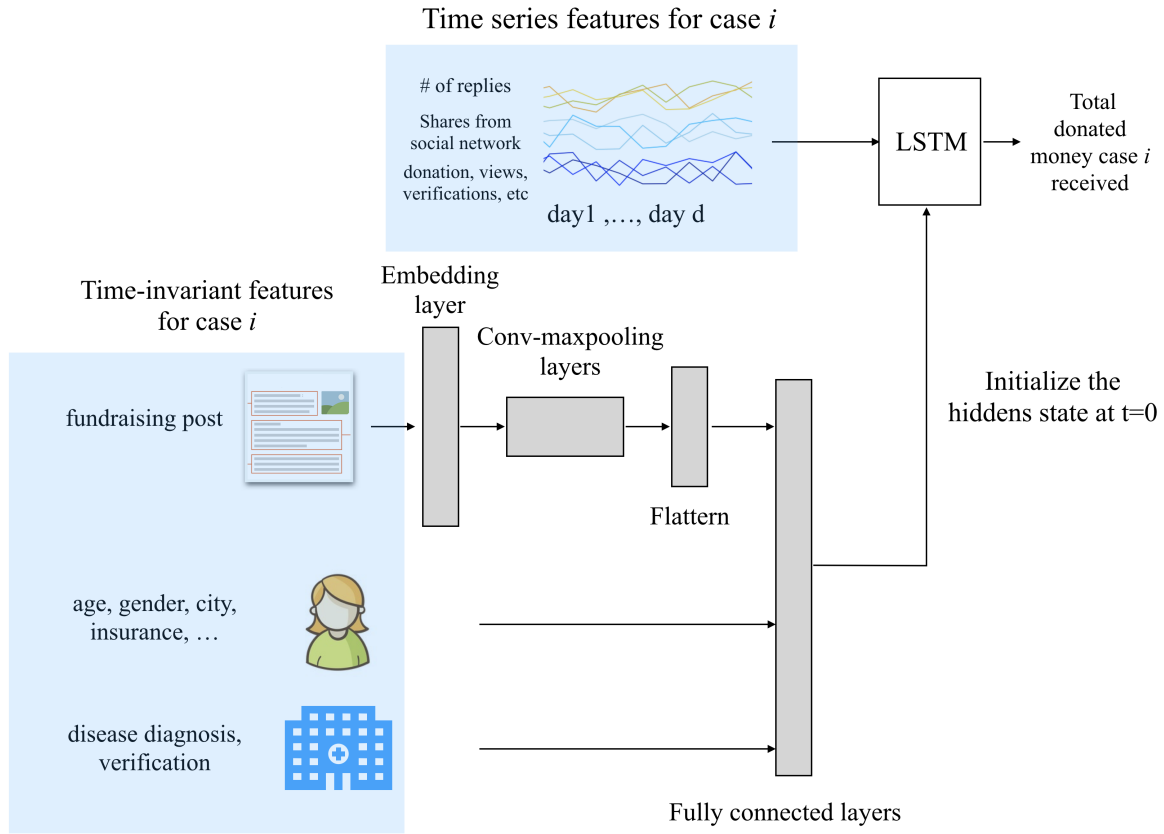 Time series features for case i
# of replies
Shares from
social network
donation, views,
verifications, etc
day1 ,…, day d
LSTM
Total
donated
money case i
received
Time-invariant features
for case i
Embedding
layer
Conv-maxpooling
layers
fundraising post
Flattern
Initialize the
hiddens state at t=0
age, gender, city,
insurance, …
disease diagnosis,
verification
Fully connected layers